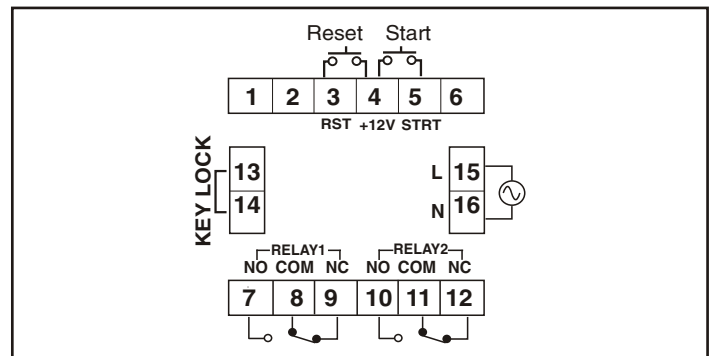 Reset Start
1 2 3 4 5 6
RST +12V STRT
KEY LOCK
13
14
L 15
N 16
RELAY1 RELAY2
NO COM NC NO COM NC
7 8 9 10 11 12